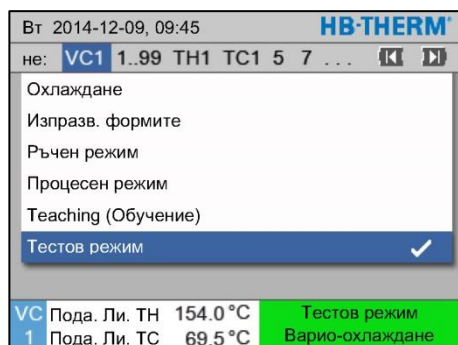 Вт 2014-12-09, 09:45 HB-THERM®
не: VC1 1..99 TH1 TC1 5 7 ...
Охлаждане
Изпразв. формите
Ръчен режим
Процесен режим
Teaching (Обучение)
Тестов режим
VC Пода. Ли. TH 154.0°C Тестов режим
1 Пода. Ли. TC 69.5°C Варио-охлаждане